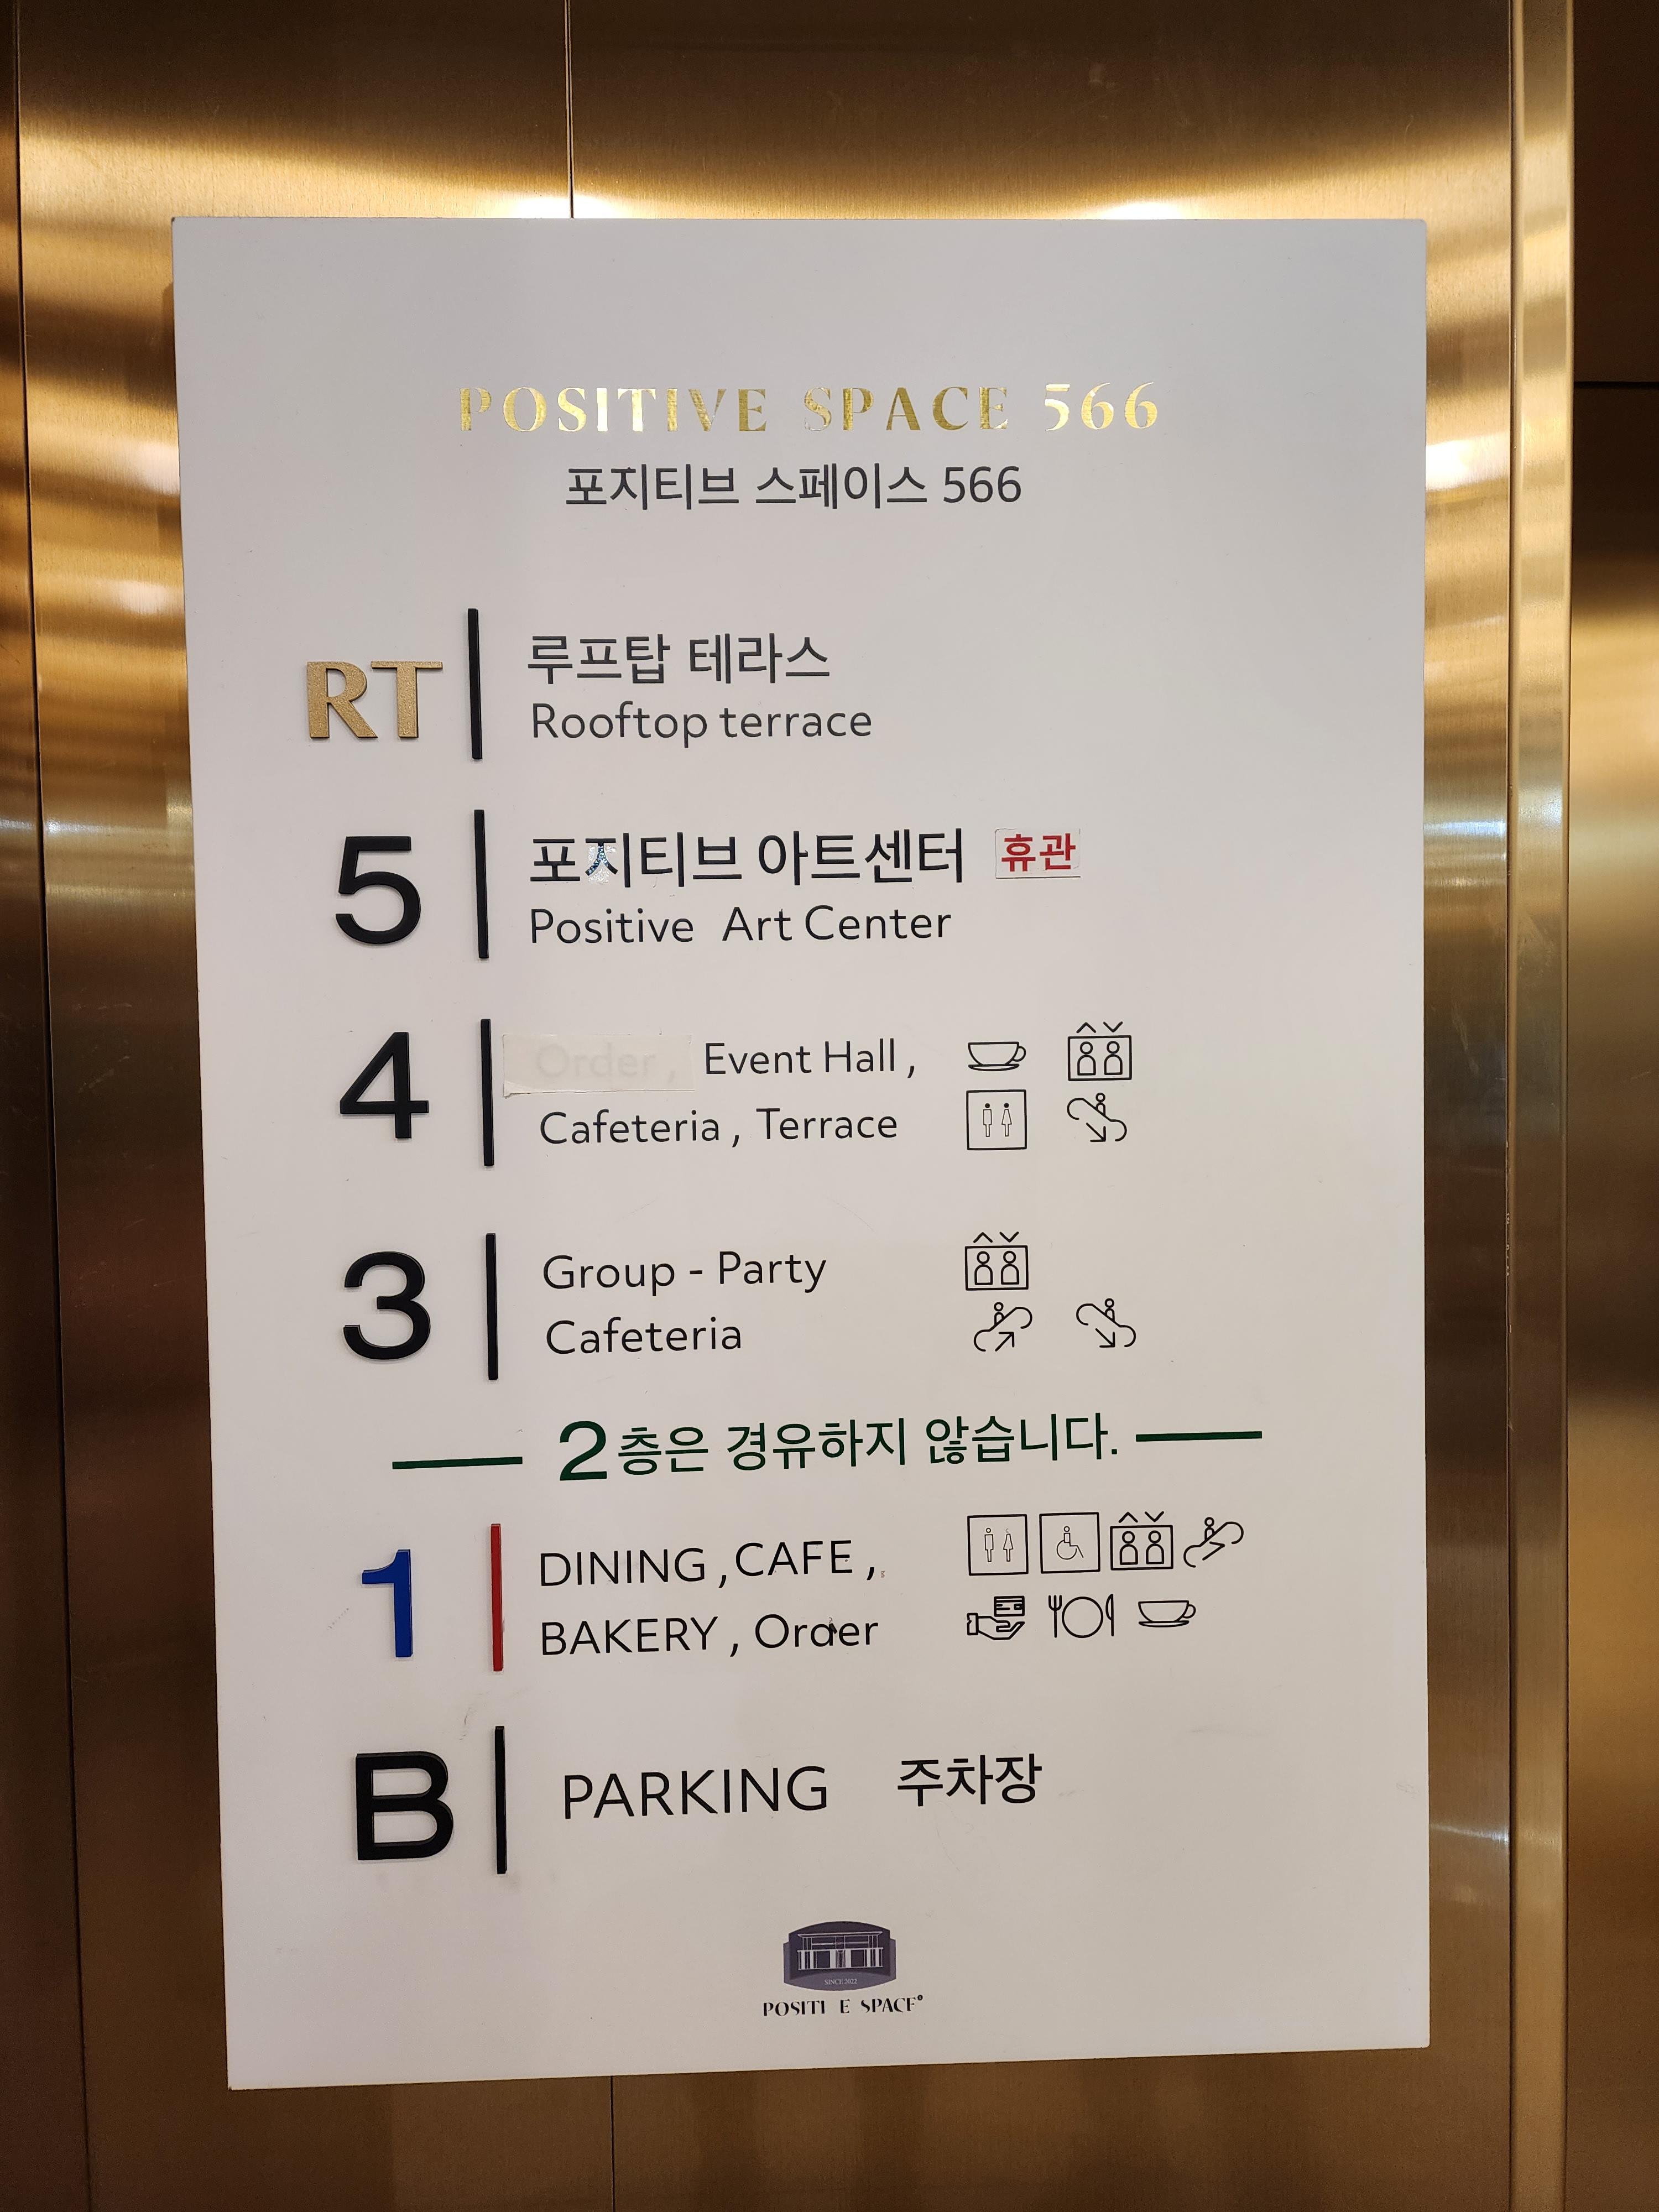 POSITIVE SPACE 566
포지티브 스페이스 566
RT
루프탑 테라스
Rooftop terrace
5
포지티브 아트센터 휴관
Positive Art Center
4
Order , Event Hall ,
Cafeteria , Terrace
3
Group - Party
Cafeteria
2층은 경유하지 않습니다.
1
DINING , CAFE ,
BAKERY , Order
B
PARKING 주차장
SINCE 2022
POSITI E SPACE